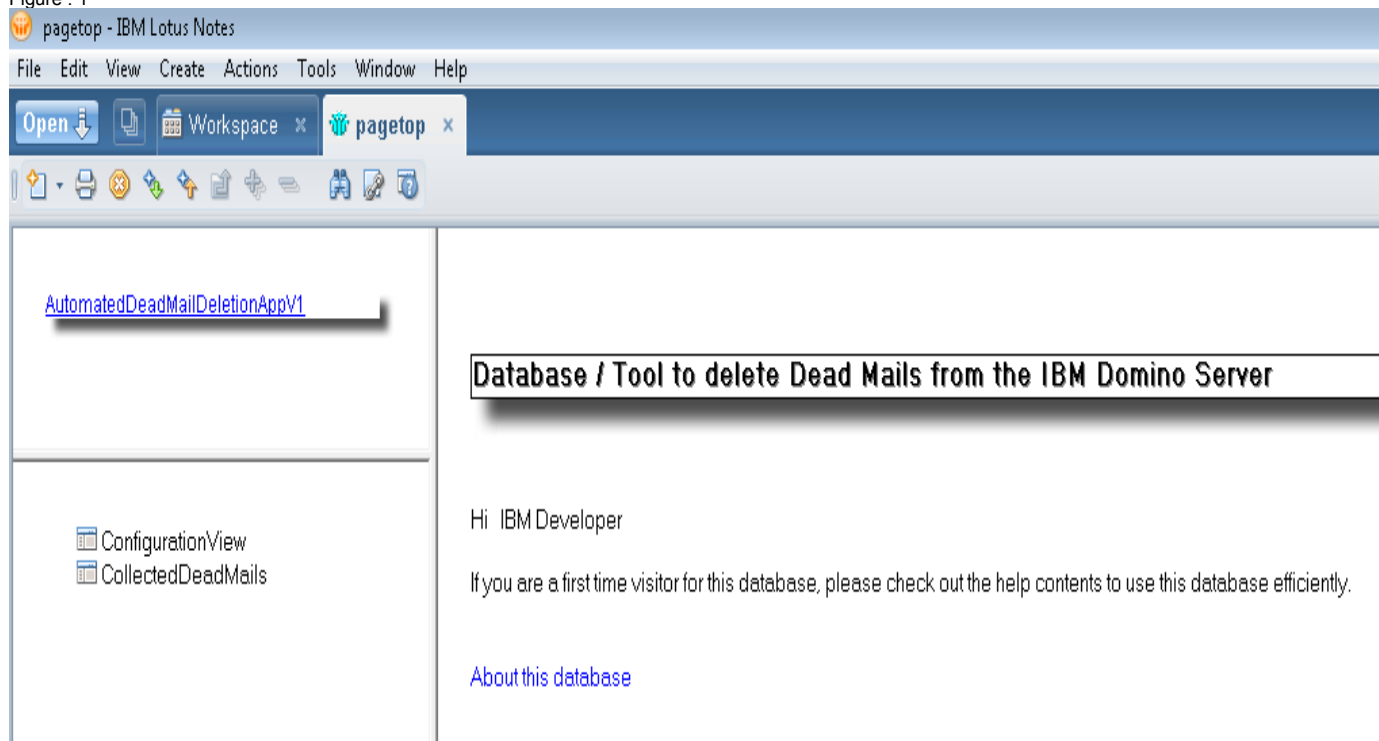 Figure : 1
pagetop - IBM Lotus Notes
File Edit View Create Actions Tools Window Help
Open Workspace pagetop
AutomatedDeadMailDeletionAppV1
Database / Tool to delete Dead Mails from the IBM Domino Server
ConfigurationView
CollectedDeadMails
Hi IBM Developer
If you are a first time visitor for this database, please check out the help contents to use this database efficiently.
About this database